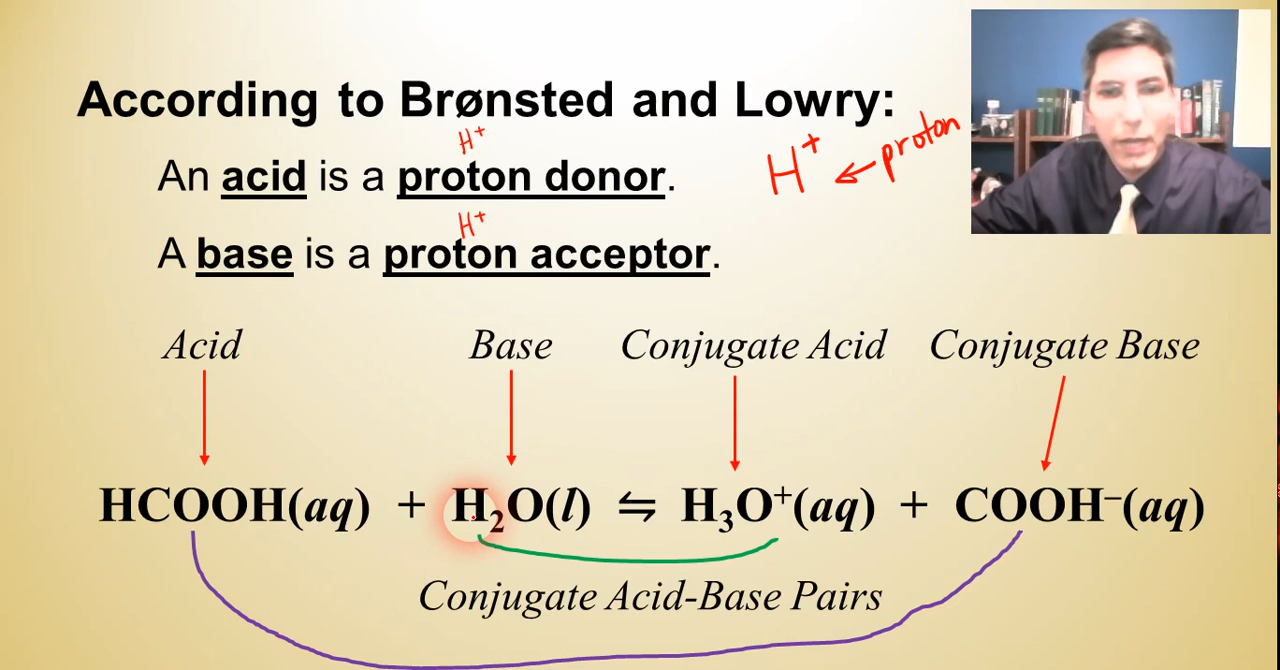 According to Brønsted and Lowry:
H⁺
An acid is a proton donor.
H⁺ ← proton
H⁺
A base is a proton acceptor.
Acid Base Conjugate Acid Conjugate Base
HCOOH(aq) + H₂O(l) ⇋ H₃O⁺(aq) + COOH⁻(aq)
Conjugate Acid-Base Pairs